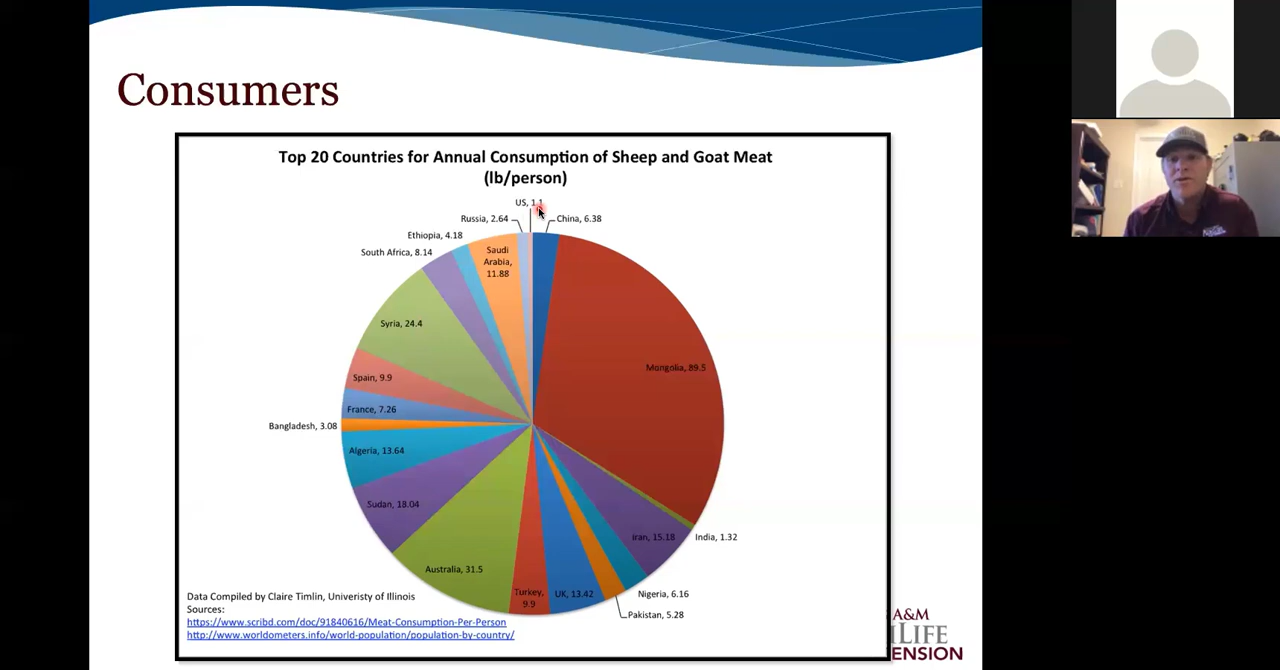 Consumers
Top 20 Countries for Annual Consumption of Sheep and Goat Meat
(lb/person)
US, 1.1
Russia, 2.64
China, 6.38
Ethiopia, 4.18
South Africa, 8.14
Saudi
Arabia,
11.88
Syria, 24.4
Mongolia, 89.5
Spain, 9.9
France, 7.26
Bangladesh, 3.08
Algeria, 13.64
Sudan, 18.04
Iran, 15.18
India, 1.32
Australia, 31.5
Turkey,
9.9
UK, 13.42
Nigeria, 6.16
Pakistan, 5.28
Data Compiled by Claire Timlin, Univeristy of Illinois
Sources:
https://www.scribd.com/doc/91840616/Meat-Consumption-Per-Person
http://www.worldometers.info/world-population/population-by-country/
A&M
ILIFE
ENSION